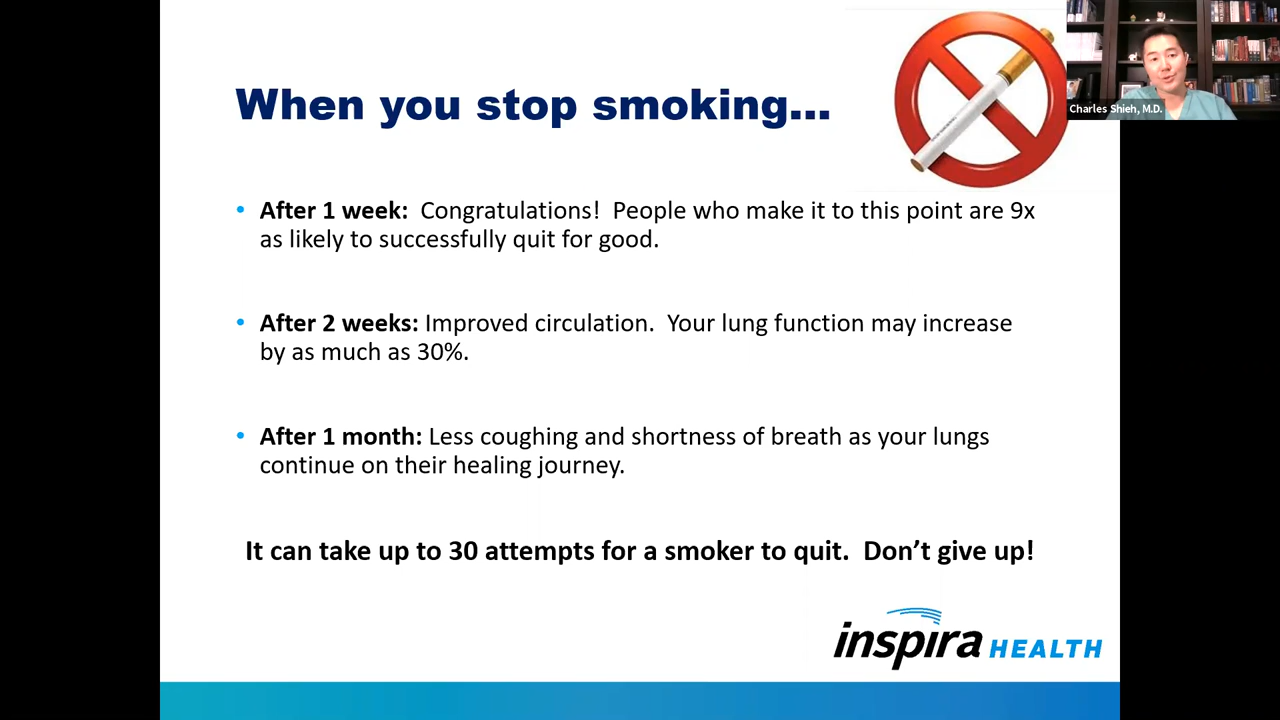 When you stop smoking...
Charles Shieh, M.D.
• After 1 week:  Congratulations!  People who make it to this point are 9x
as likely to successfully quit for good.
• After 2 weeks: Improved circulation.  Your lung function may increase
by as much as 30%.
• After 1 month: Less coughing and shortness of breath as your lungs
continue on their healing journey.
It can take up to 30 attempts for a smoker to quit.  Don’t give up!
inspira HEALTH